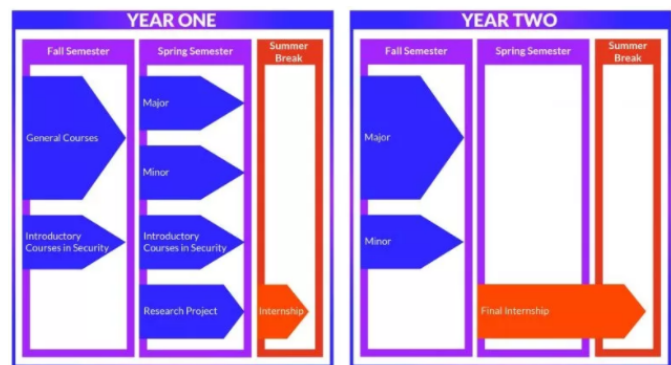 YEAR ONE
Fall Semester
Spring Semester
Summer
Break
General Courses
Introductory
Courses in Security
Major
Minor
Introductory
Courses in Security
Research Project
Internship
YEAR TWO
Fall Semester
Spring Semester
Summer
Break
Major
Minor
Final Internship